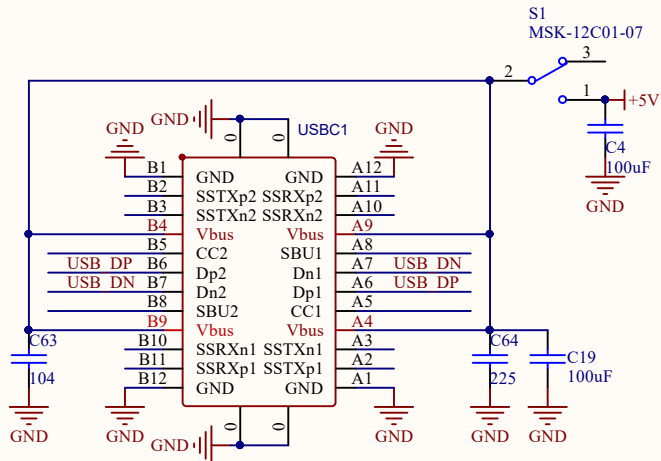 S1
MSK-12C01-07
3
2
1
+5V
C4
100uF
GND
GND
0
0
USBC1
GND
GND
B1
GND
GND
A12
B2
SSTXp2
SSRXp2
A11
B3
SSTXn2
SSRXn2
A10
B4
Vbus
Vbus
A9
B5
CC2
SBU1
A8
USB_DP
B6
Dp2
Dn1
A7
USB_DN
USB_DN
B7
Dn2
Dp1
A6
USB_DP
B8
SBU2
CC1
A5
B9
Vbus
Vbus
A4
B10
SSRXn1
SSTXn1
A3
B11
SSRXp1
SSTXp1
A2
B12
GND
GND
A1
C63
104
C64
225
C19
100uF
GND
GND
GND
0
0
GND
GND
GND